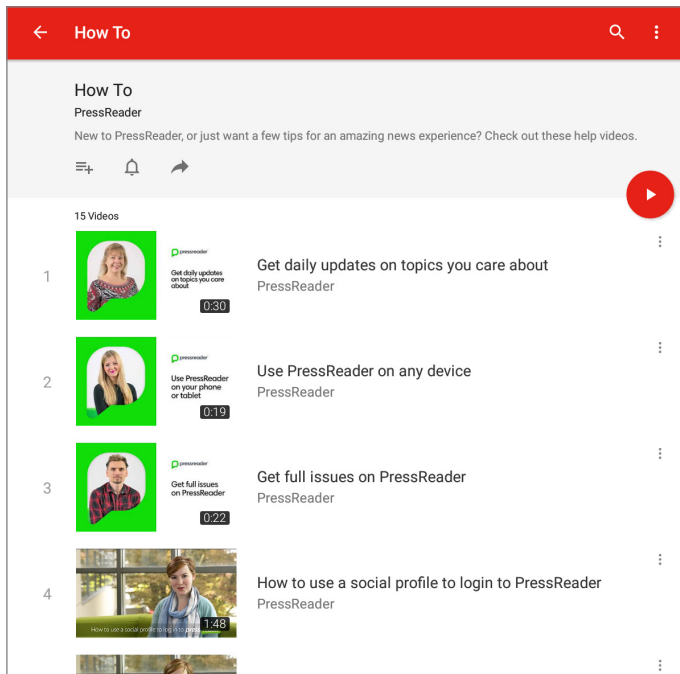 How To
How To
PressReader
New to PressReader, or just want a few tips for an amazing news experience? Check out these help videos.
15 Videos
1
pressreader
Get daily updates
on topics you care
about
0:30
Get daily updates on topics you care about
PressReader
2
pressreader
Use PressReader
on your phone
or tablet
0:19
Use PressReader on any device
PressReader
3
pressreader
Get full issues
on PressReader
0:22
Get full issues on PressReader
PressReader
4
How to use a social profile to log in to press
1:48
How to use a social profile to login to PressReader
PressReader